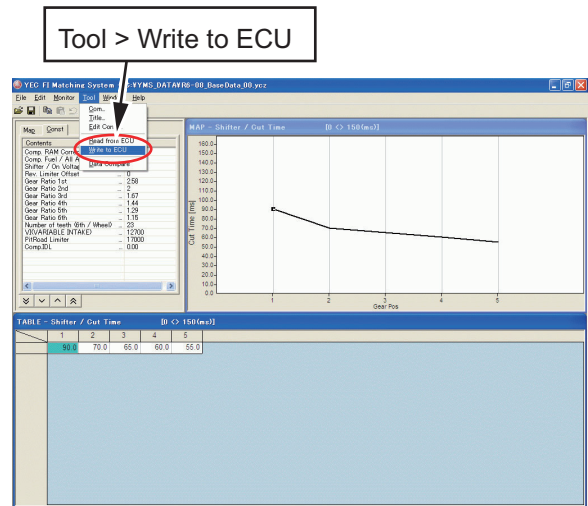 Tool > Write to ECU
YEC FI Matching System
¥YMS_DATA¥R6-08_BaseData_00.ycz
File Edit Monitor Tool Help
Com...
Title...
Edit Con
Read from ECU
Write to ECU
Data Compare
Map Const
Contents
Comp. RAM Correc
Comp. Fuel / All A
Shifter / On Voltag
Rev. Limiter Offset ... 0
Gear Ratio 1st ... 2.58
Gear Ratio 2nd ... 2
Gear Ratio 3rd ... 1.67
Gear Ratio 4th ... 1.44
Gear Ratio 5th ... 1.29
Gear Ratio 6th ... 1.15
Number of teeth (6th / Wheel) ... 23
VI(VARIABLE INTAKE) ... 12700
PitRoad Limiter ... 17000
Comp.IDL ... 0.00
MAP - Shifter / Cut Time [0 <> 150(ms)]
Cut Time [ms]
160.0
150.0
140.0
130.0
120.0
110.0
100.0
90.0
80.0
70.0
60.0
50.0
40.0
30.0
20.0
10.0
0.0
1 2 3 4 5
Gear Pos
TABLE - Shifter / Cut Time [0 <> 150(ms)]
1 2 3 4 5
90.0 70.0 65.0 60.0 55.0